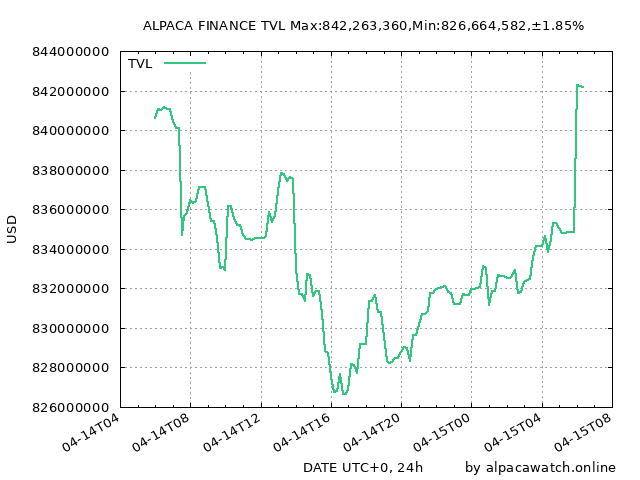 ALPACA FINANCE TVL Max:842,263,360,Min:826,664,582,±1.85%
844000000
TVL
842000000
840000000
838000000
836000000
834000000
832000000
830000000
828000000
826000000
USD
04-14T04 04-14T08 04-14T12 04-14T16 04-14T20 04-15T00 04-15T04 04-15T08
DATE UTC+0, 24h by alpacawatch.online